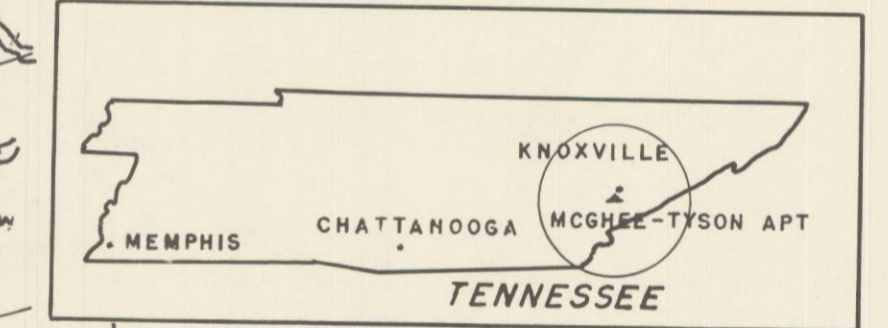 KNOXVILLE
CHATTANOOGA
MCGHEE-TYSON APT
MEMPHIS
TENNESSEE